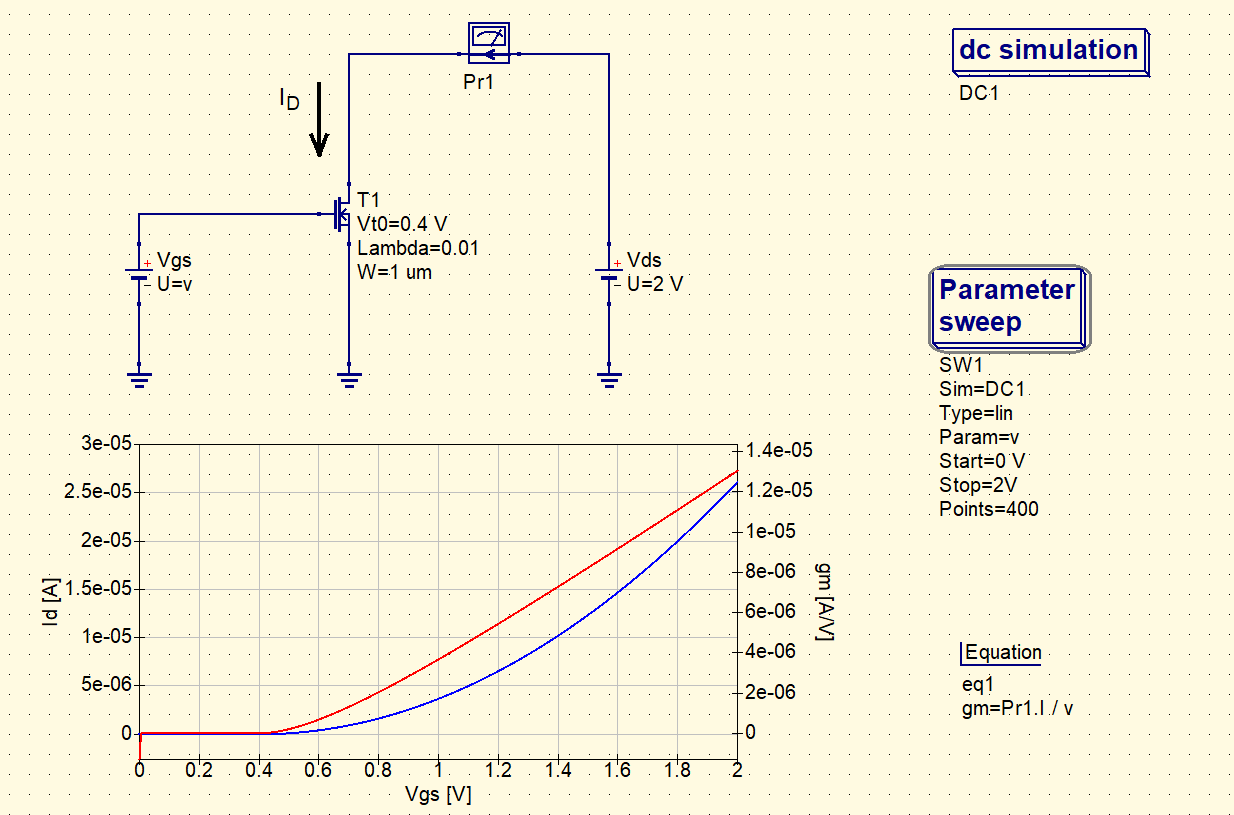 dc simulation
DC1
Pr1
ID
T1
Vt0=0.4 V
Lambda=0.01
W=1 um
Vgs
U=v
Vds
U=2 V
Parameter
sweep
SW1
Sim=DC1
Type=lin
Param=v
Start=0 V
Stop=2V
Points=400
3e-05
2.5e-05
2e-05
1.5e-05
1e-05
5e-06
0
Id [A]
1.4e-05
1.2e-05
1e-05
8e-06
6e-06
4e-06
2e-06
0
gm [A/V]
0 0.2 0.4 0.6 0.8 1 1.2 1.4 1.6 1.8 2
Vgs [V]
Equation
eq1
gm=Pr1.I ./ v